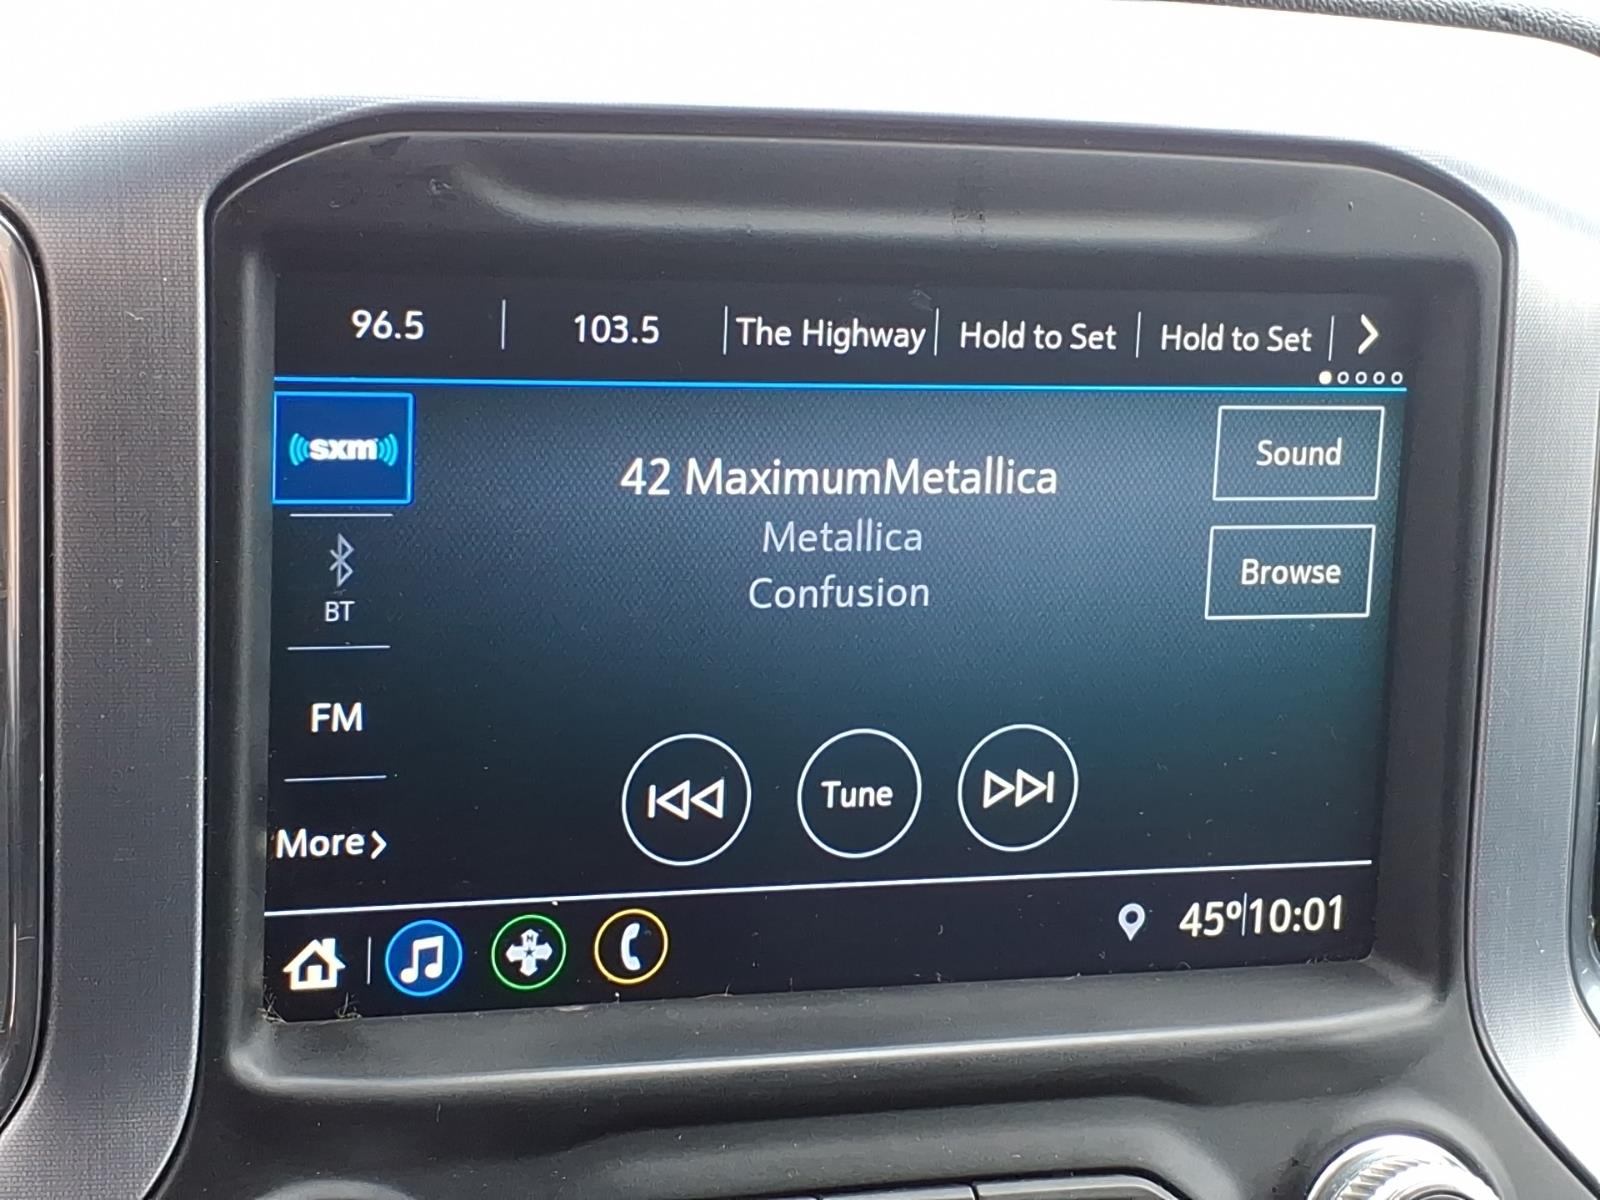 96.5 | 103.5 | The Highway | Hold to Set | Hold to Set |
sxm
42 MaximumMetallica
Metallica
Confusion
Sound
Browse
BT
FM
More
Tune
N
45°|10:01